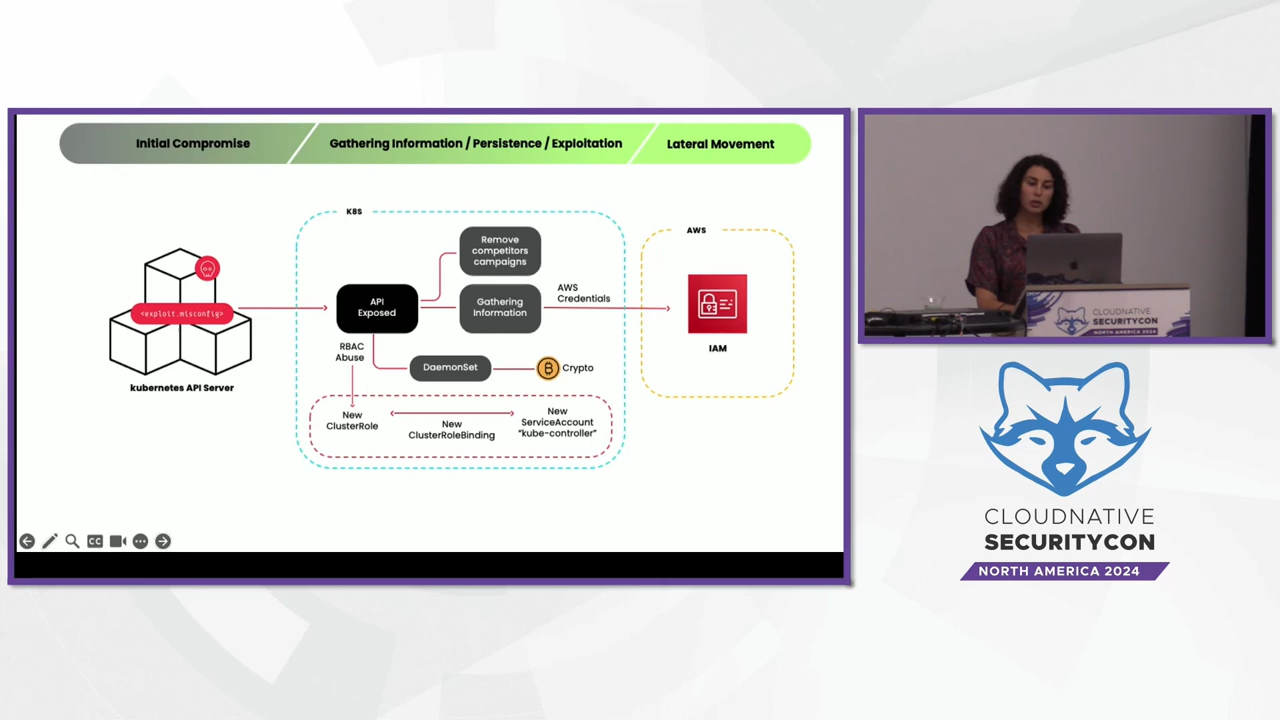 Initial Compromise
Gathering Information / Persistence / Exploitation
Lateral Movement
K8S
AWS
Remove
competitors
campaigns
<exploit.misconfig>
API
Exposed
Gathering
Information
AWS
Credentials
IAM
kubernetes API Server
RBAC
Abuse
DaemonSet
Crypto
New
ClusterRole
New
ClusterRoleBinding
New
ServiceAccount
"kube-controller"
CC
CLOUDNATIVE
SECURITYCON
NORTH AMERICA 2024
CLOUDNATIVE
SECURITYCON
NORTH AMERICA 2024